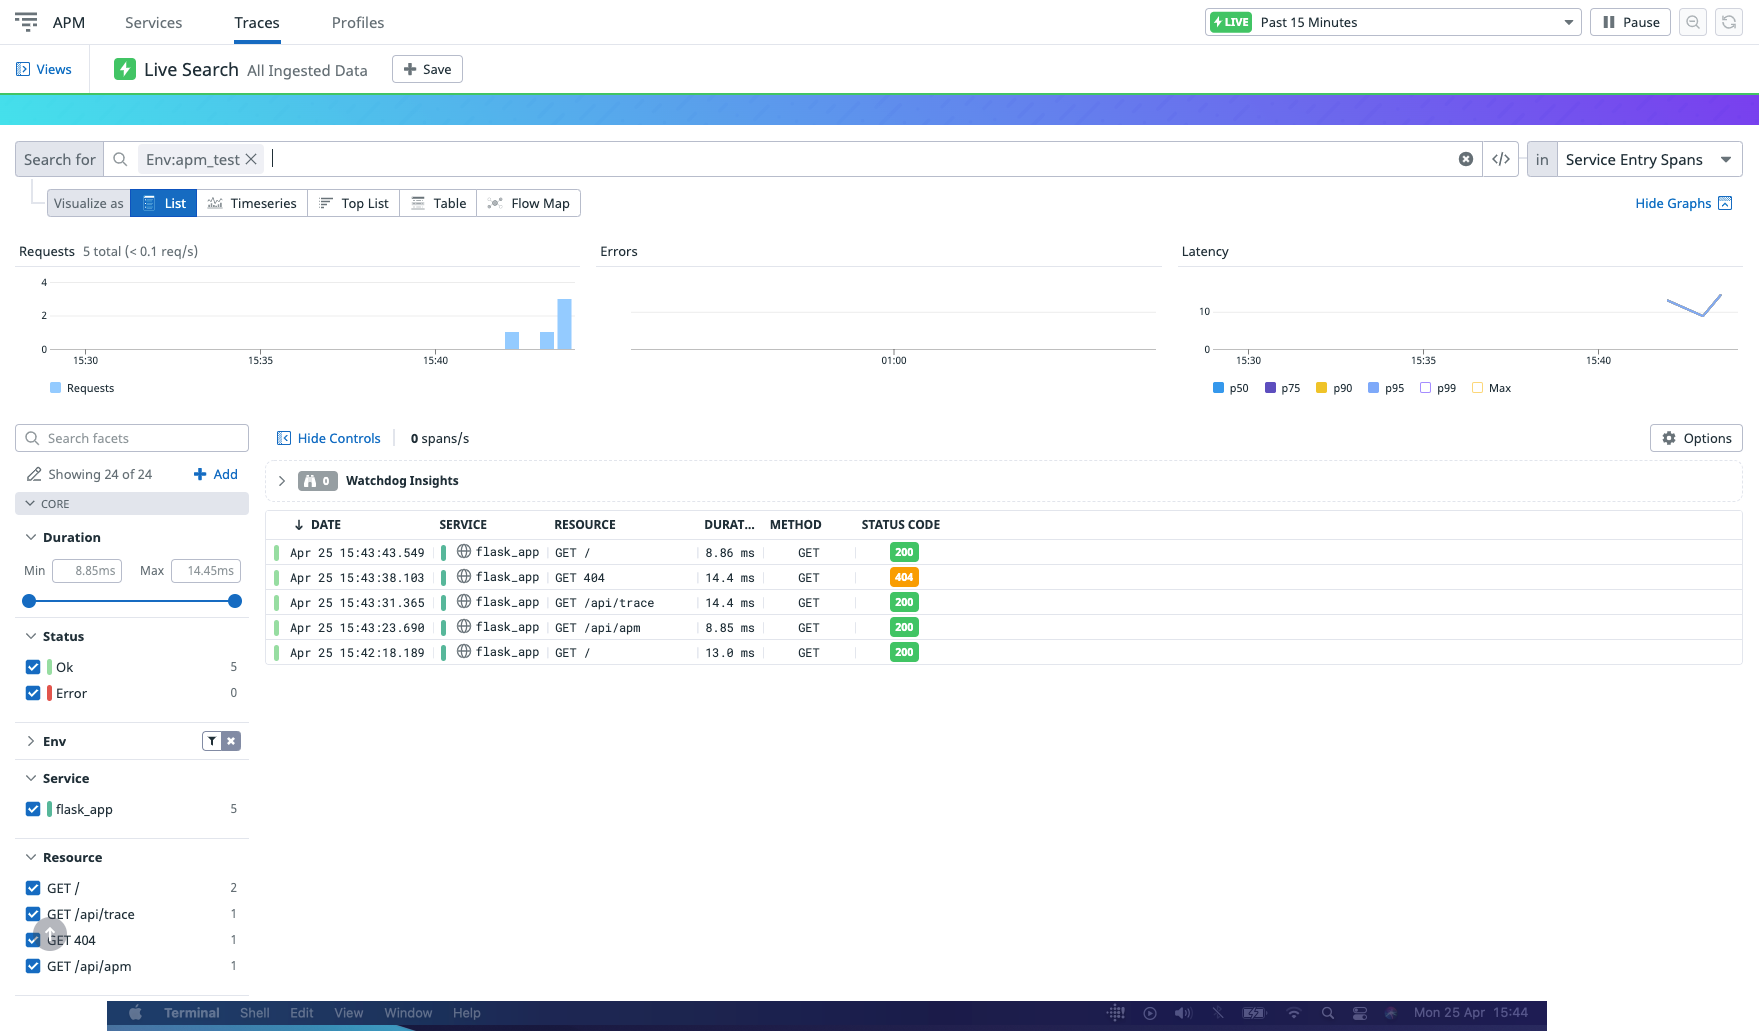 APM Services Traces Profiles LIVE Past 15 Minutes Pause
Views Live Search All Ingested Data Save
Search for Env:apm_test in Service Entry Spans
Visualize as List Timeseries Top List Table Flow Map Hide Graphs
Requests 5 total (< 0.1 req/s)
4
2
0
15:30 15:35 15:40
Requests
Errors
01:00
Latency
10
0
15:30 15:35 15:40
p50 p75 p90 p95 p99 Max
Search facets
Showing 24 of 24 Add
CORE
Duration
Min 8.85ms Max 14.45ms
Status
Ok 5
Error 0
Env
Service
flask_app 5
Resource
GET / 2
GET /api/trace 1
GET 404 1
GET /api/apm 1
Hide Controls 0 spans/s Options
0 Watchdog Insights
DATE SERVICE RESOURCE DURAT... METHOD STATUS CODE
Apr 25 15:43:43.549 flask_app GET / 8.86 ms GET 200
Apr 25 15:43:38.103 flask_app GET 404 14.4 ms GET 404
Apr 25 15:43:31.365 flask_app GET /api/trace 14.4 ms GET 200
Apr 25 15:43:23.690 flask_app GET /api/apm 8.85 ms GET 200
Apr 25 15:42:18.189 flask_app GET / 13.0 ms GET 200
Terminal Shell Edit View Window Help Mon 25 Apr 15:44